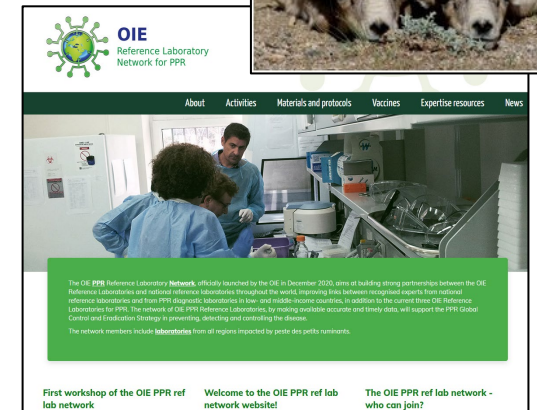 OIE
Reference Laboratory
Network for PPR
About Activities Materials and protocols Vaccines Expertise resources News
The OIE PPR Reference Laboratory Network, officially launched by the OIE in December 2020, aims at building strong partnerships between the OIE
Reference Laboratories and national reference laboratories throughout the world, improving links between recognised experts from national
reference laboratories and from PPR diagnostic laboratories in low- and middle-income countries, in addition to the current three OIE Reference
Laboratories for PPR. The network of OIE PPR Reference Laboratories, by making available accurate and timely data, will support the PPR Global
Control and Eradication Strategy in preventing, detecting and controlling the disease.
The network members include laboratories from all regions impacted by peste des petits ruminants.
First workshop of the OIE PPR ref
lab network
Welcome to the OIE PPR ref lab
network website!
The OIE PPR ref lab network -
who can join?